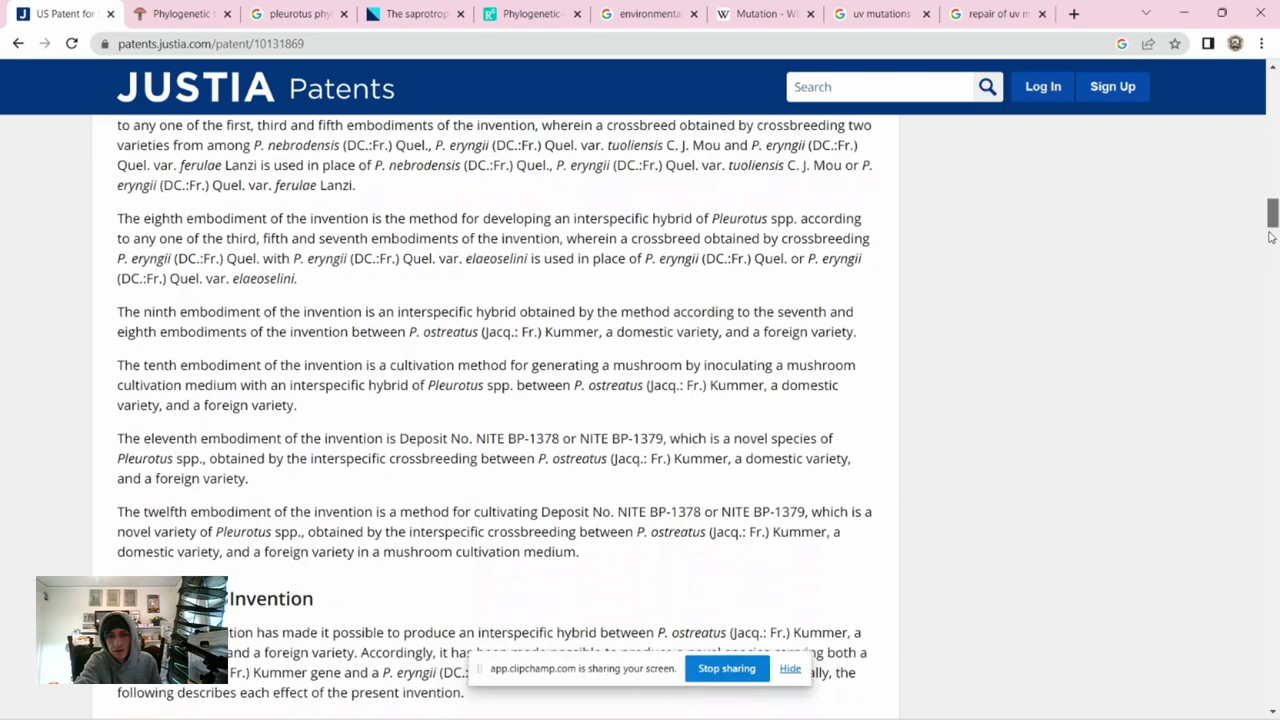 US Patent for S
Phylogenetic t
pleurotus phyl
The saprotrop
Phylogenetic-a
environmenta
Mutation - Wi
uv mutations
repair of uv m
patents.justia.com/patent/10131869
JUSTIA Patents
Search
Log In
Sign Up
to any one of the first, third and fifth embodiments of the invention, wherein a crossbreed obtained by crossbreeding two
varieties from among P. nebrodensis (DC.:Fr.) Quel., P. eryngii (DC.:Fr.) Quel. var. tuoliensis C. J. Mou and P. eryngii (DC.:Fr.)
Quel. var. ferulae Lanzi is used in place of P. nebrodensis (DC.:Fr.) Quel., P. eryngii (DC.:Fr.) Quel. var. tuoliensis C. J. Mou or P.
eryngii (DC.:Fr.) Quel. var. ferulae Lanzi.
The eighth embodiment of the invention is the method for developing an interspecific hybrid of Pleurotus spp. according
to any one of the third, fifth and seventh embodiments of the invention, wherein a crossbreed obtained by crossbreeding
P. eryngii (DC.:Fr.) Quel. with P. eryngii (DC.:Fr.) Quel. var. elaeoselini is used in place of P. eryngii (DC.:Fr.) Quel. or P. eryngii
(DC.:Fr.) Quel. var. elaeoselini.
The ninth embodiment of the invention is an interspecific hybrid obtained by the method according to the seventh and
eighth embodiments of the invention between P. ostreatus (Jacq.: Fr.) Kummer, a domestic variety, and a foreign variety.
The tenth embodiment of the invention is a cultivation method for generating a mushroom by inoculating a mushroom
cultivation medium with an interspecific hybrid of Pleurotus spp. between P. ostreatus (Jacq.: Fr.) Kummer, a domestic
variety, and a foreign variety.
The eleventh embodiment of the invention is Deposit No. NITE BP-1378 or NITE BP-1379, which is a novel species of
Pleurotus spp., obtained by the interspecific crossbreeding between P. ostreatus (Jacq.: Fr.) Kummer, a domestic variety,
and a foreign variety.
The twelfth embodiment of the invention is a method for cultivating Deposit No. NITE BP-1378 or NITE BP-1379, which is a
novel variety of Pleurotus spp., obtained by the interspecific crossbreeding between P. ostreatus (Jacq.: Fr.) Kummer, a
domestic variety, and a foreign variety in a mushroom cultivation medium.
Invention
tion has made it possible to produce an interspecific hybrid between P. ostreatus (Jacq.: Fr.) Kummer, a
and a foreign variety. Accordingly, it has
carrying both a
Fr.) Kummer gene and a P. eryngii (DC.:
ally, the
app.clipchamp.com is sharing your screen.
Stop sharing
Hide
following describes each effect of the present invention.